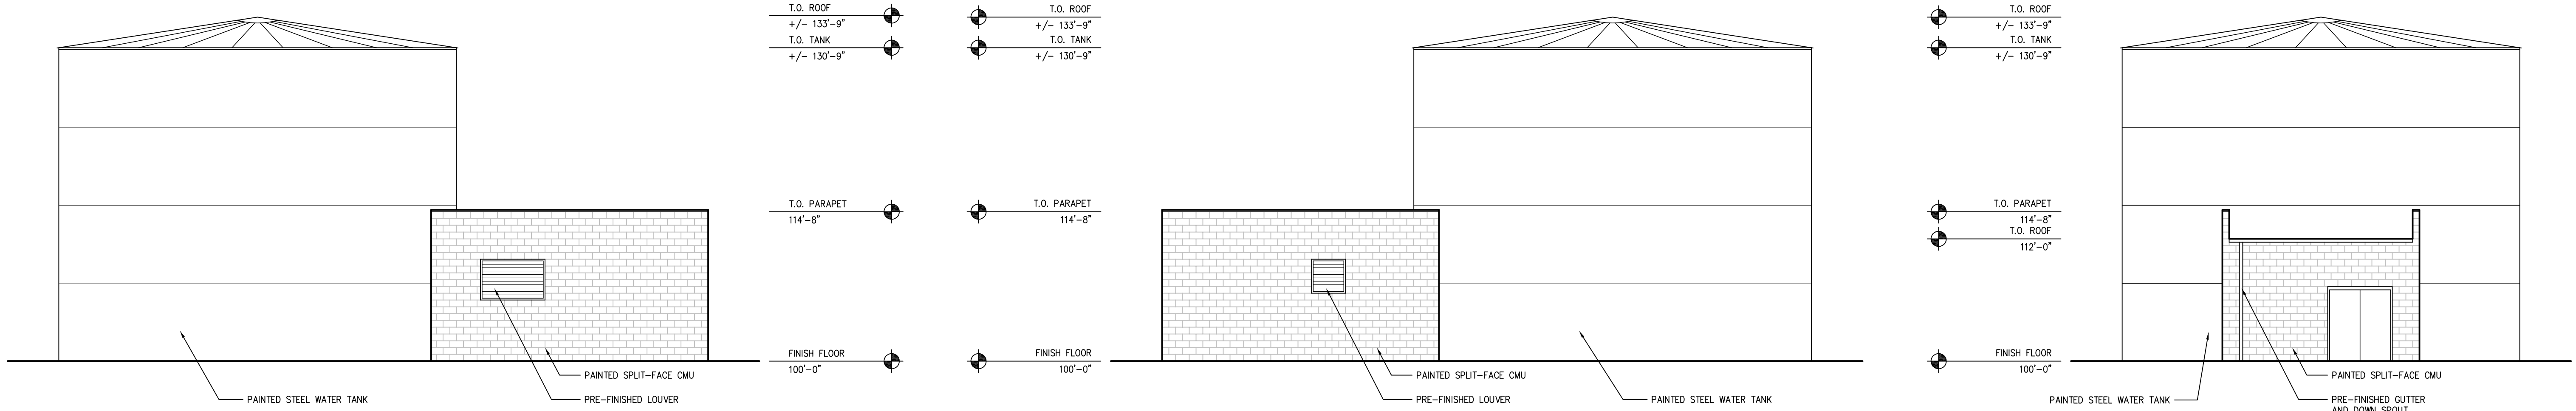 T.O. ROOF
+/- 133'-9"
T.O. TANK
+/- 130'-9"
T.O. PARAPET
114'-8"
FINISH FLOOR
100'-0"
PAINTED SPLIT-FACE CMU
PAINTED STEEL WATER TANK
PRE-FINISHED LOUVER
T.O. ROOF
+/- 133'-9"
T.O. TANK
+/- 130'-9"
T.O. PARAPET
114'-8"
FINISH FLOOR
100'-0"
PAINTED SPLIT-FACE CMU
PRE-FINISHED LOUVER
PAINTED STEEL WATER TANK
T.O. ROOF
+/- 133'-9"
T.O. TANK
+/- 130'-9"
T.O. PARAPET
114'-8"
T.O. ROOF
112'-0"
FINISH FLOOR
100'-0"
PAINTED SPLIT-FACE CMU
PAINTED STEEL WATER TANK
PRE-FINISHED GUTTER
AND DOWN SPOUT